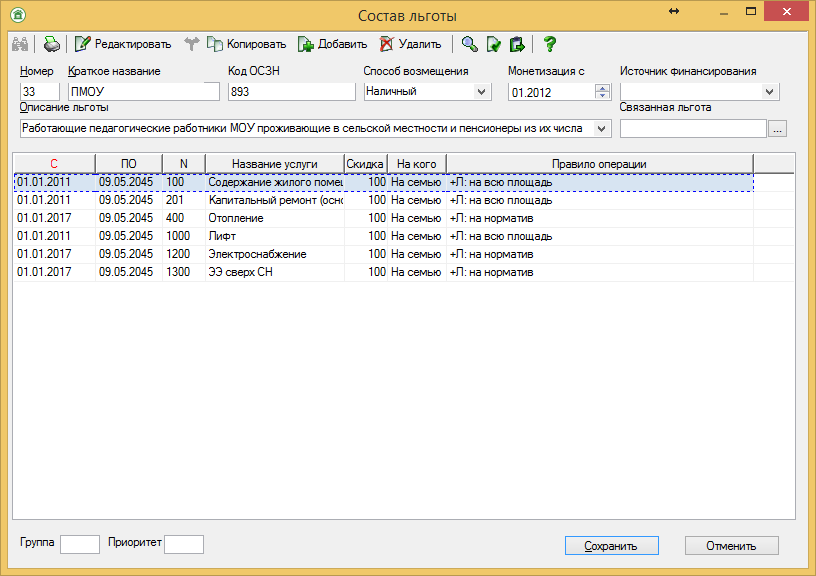 Состав льготы
Редактировать Копировать Добавить Удалить
Номер Краткое название Код ОСЗН Способ возмещения Монетизация с Источник финансирования
33 ПМОУ 893 Наличный 01.2012
Описание льготы Связанная льгота
Работающие педагогические работники МОУ проживающие в сельской местности и пенсионеры из их числа ...
С ПО N Название услуги Скидка На кого Правило операции
01.01.2011 09.05.2045 100 Содержание жилого помещ 100 На семью +Л: на всю площадь
01.01.2011 09.05.2045 201 Капитальный ремонт (осно 100 На семью +Л: на всю площадь
01.01.2017 09.05.2045 400 Отопление 100 На семью +Л: на норматив
01.01.2011 09.05.2045 1000 Лифт 100 На семью +Л: на всю площадь
01.01.2017 09.05.2045 1200 Электроснабжение 100 На семью +Л: на норматив
01.01.2017 09.05.2045 1300 ЭЭ сверх СН 100 На семью +Л: на норматив
Группа Приоритет Сохранить Отменить